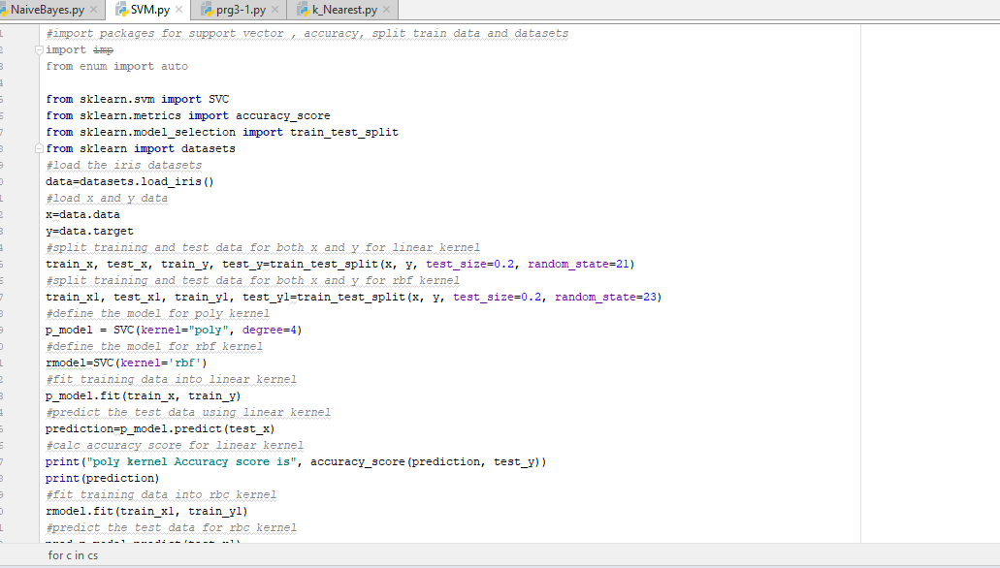 NaiveBayes.py
SVM.py
prg3-1.py
k_Nearest.py
#import packages for support vector , accuracy, split train data and datasets
import imp
from enum import auto
from sklearn.svm import SVC
from sklearn.metrics import accuracy_score
from sklearn.model_selection import train_test_split
from sklearn import datasets
#load the iris datasets
data=datasets.load_iris()
#load x and y data
x=data.data
y=data.target
#split training and test data for both x and y for linear kernel
train_x, test_x, train_y, test_y=train_test_split(x, y, test_size=0.2, random_state=21)
#split training and test data for both x and y for rbf kernel
train_x1, test_x1, train_y1, test_y1=train_test_split(x, y, test_size=0.2, random_state=23)
#define the model for poly kernel
p_model = SVC(kernel="poly", degree=4)
#define the model for rbf kernel
rmodel=SVC(kernel='rbf')
#fit training data into linear kernel
p_model.fit(train_x, train_y)
#predict the test data using linear kernel
prediction=p_model.predict(test_x)
#calc accuracy score for linear kernel
print("poly kernel Accuracy score is", accuracy_score(prediction, test_y))
print(prediction)
#fit training data into rbc kernel
rmodel.fit(train_x1, train_y1)
#predict the test data for rbc kernel
for c in cs